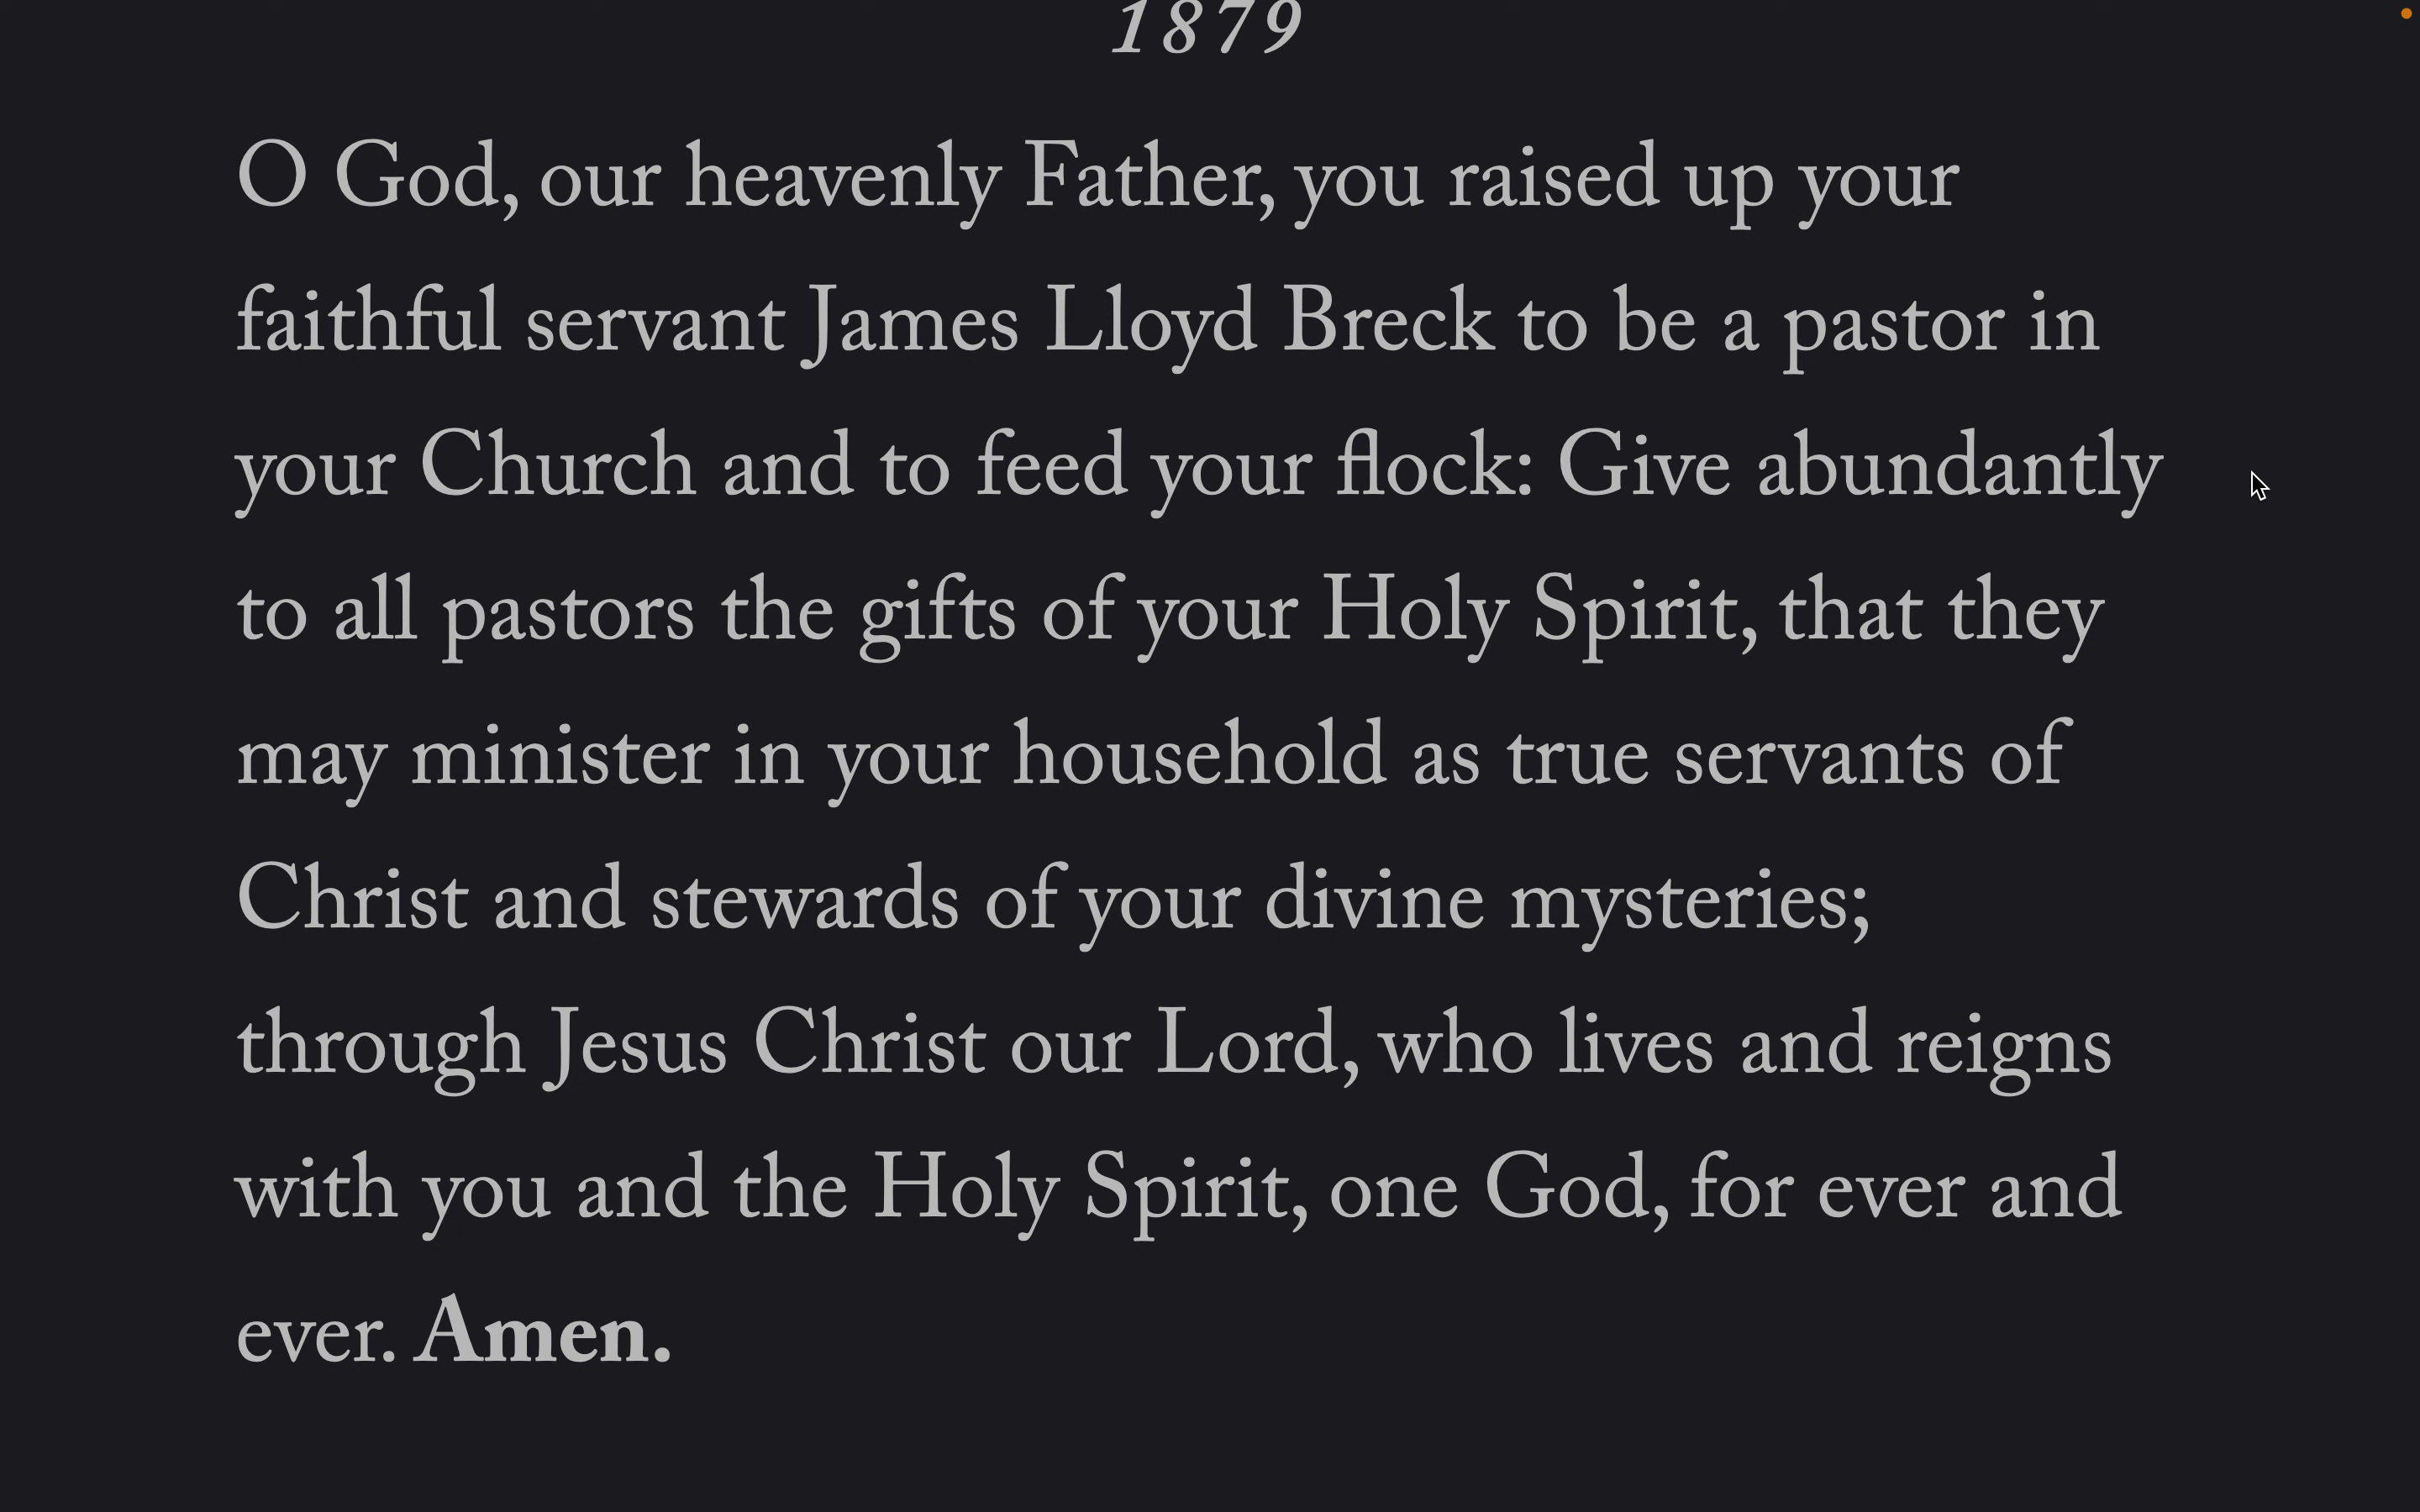 1879
O God, our heavenly Father, you raised up your
faithful servant James Lloyd Breck to be a pastor in
your Church and to feed your flock: Give abundantly
to all pastors the gifts of your Holy Spirit, that they
may minister in your household as true servants of
Christ and stewards of your divine mysteries;
through Jesus Christ our Lord, who lives and reigns
with you and the Holy Spirit, one God, for ever and
ever. Amen.